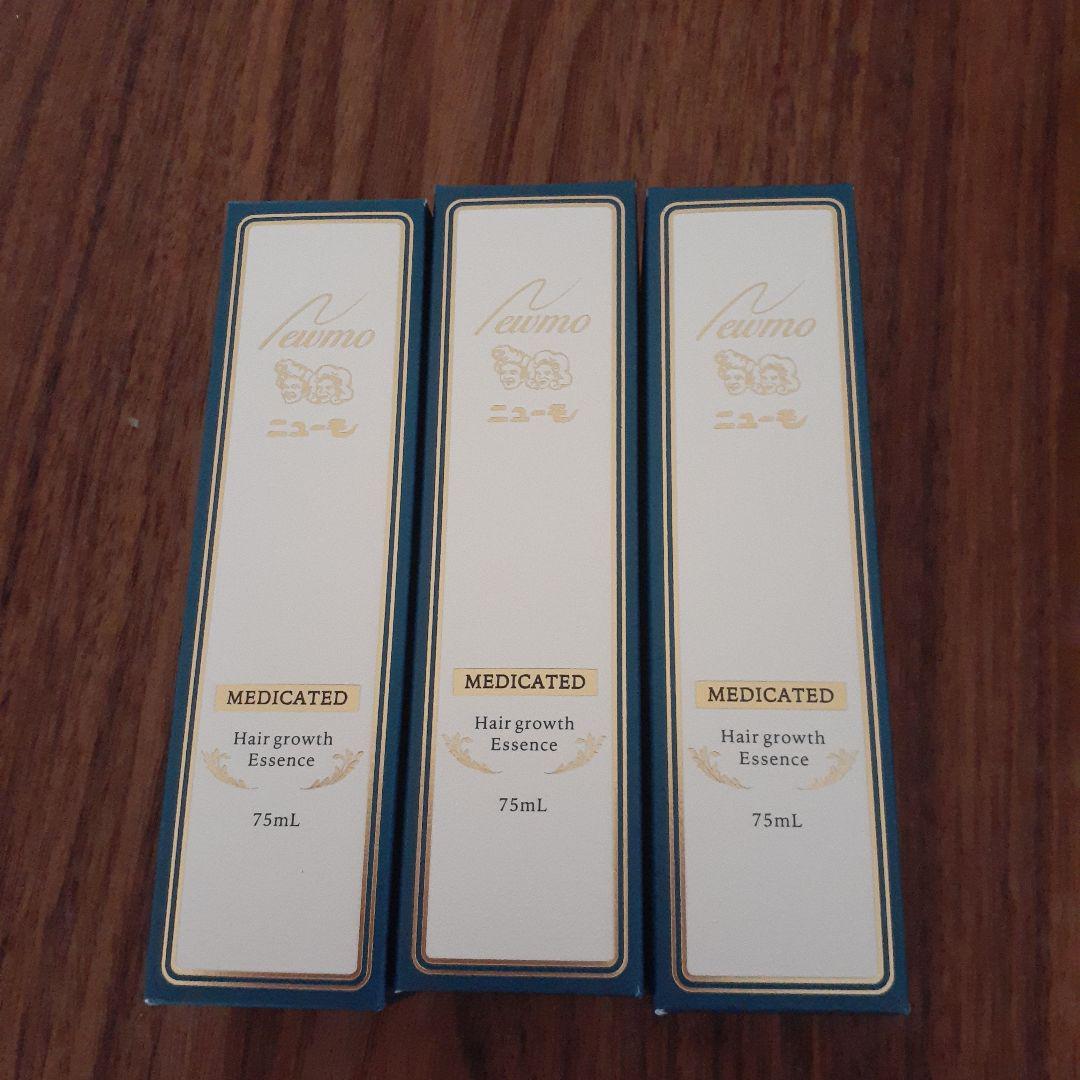 Newmo
ニューモ
MEDICATED
Hair growth
Essence
75mL
Newmo
ニューモ
MEDICATED
Hair growth
Essence
75mL
Newmo
ニューモ
MEDICATED
Hair growth
Essence
75mL